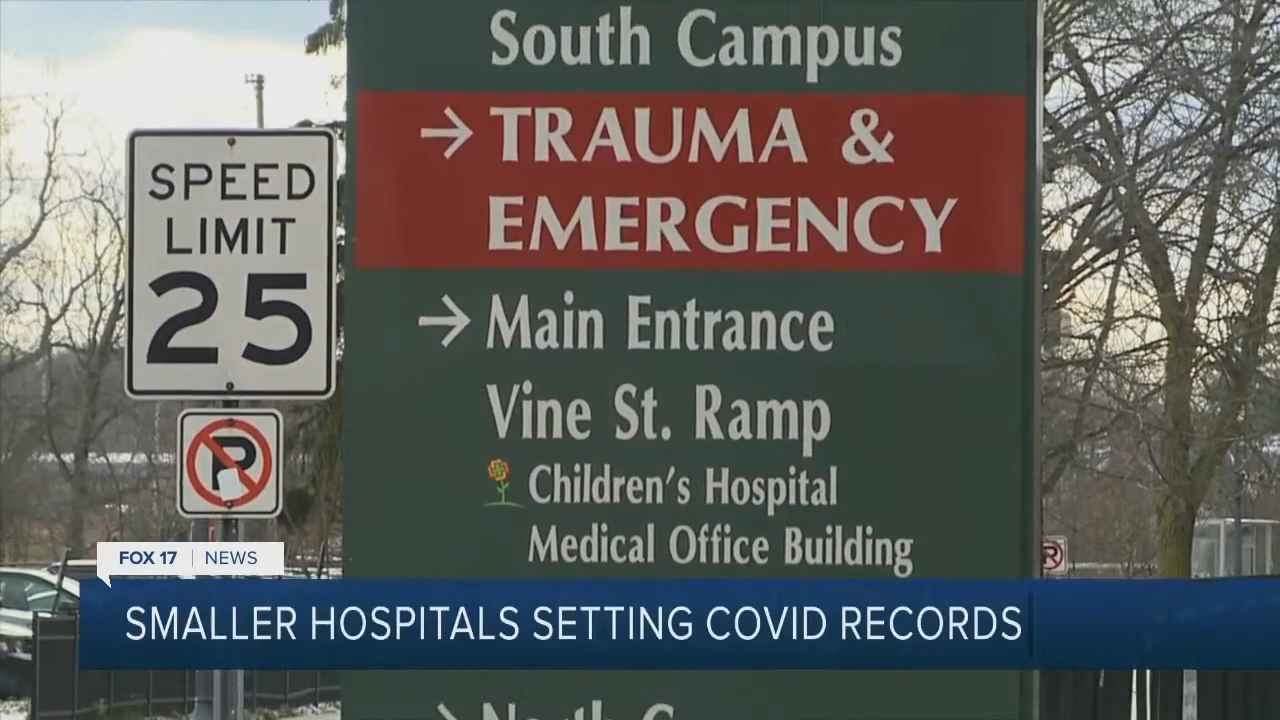 South Campus
→ TRAUMA &
EMERGENCY
→ Main Entrance
Vine St. Ramp
Children's Hospital
Medical Office Building
SPEED
LIMIT
25
P
R
FOX 17 | NEWS
SMALLER HOSPITALS SETTING COVID RECORDS
North